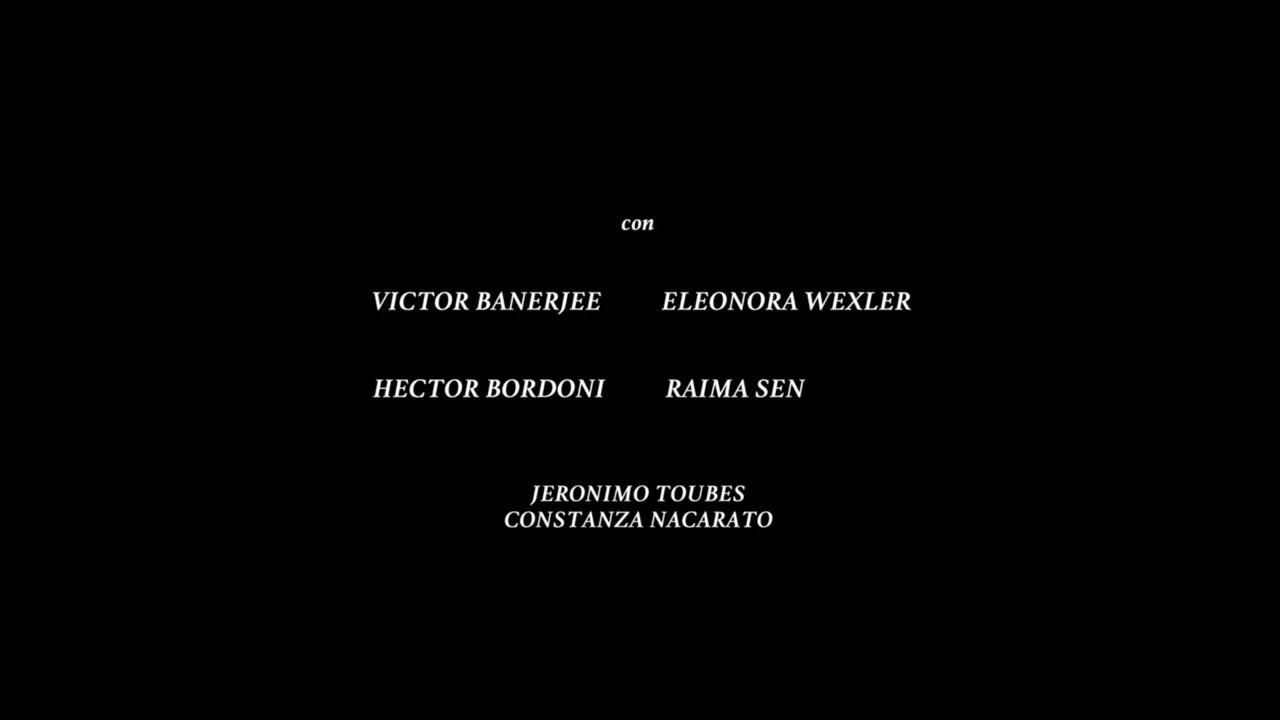 con
VICTOR BANERJEE ELEONORA WEXLER
HECTOR BORDONI RAIMA SEN
JERONIMO TOUBES
CONSTANZA NACARATO